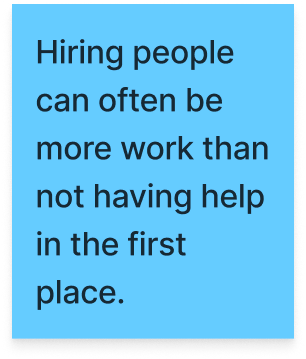 Hiring people
can often be
more work than
not having help
in the first
place.